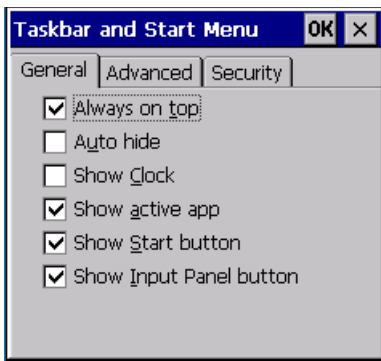 Taskbar and Start Menu OK ×
General Advanced Security
Always on top
Auto hide
Show Clock
Show active app
Show Start button
Show Input Panel button